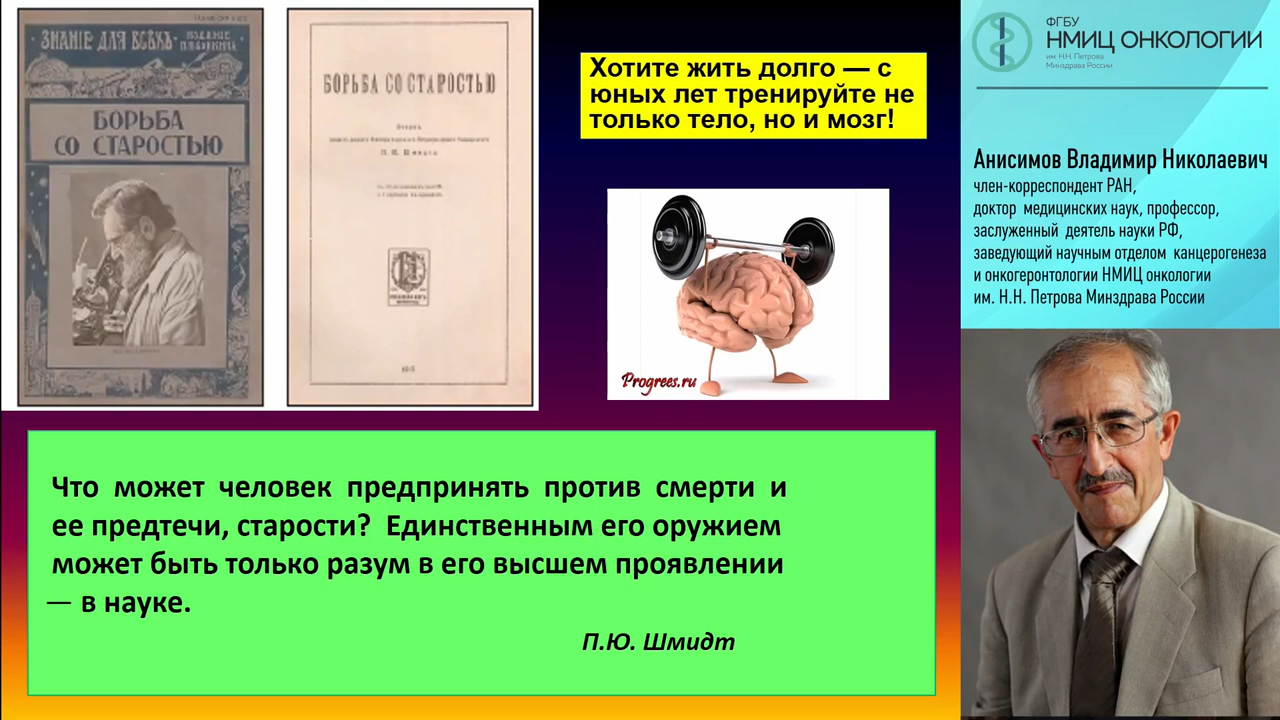 ЗНАНІЕ ДЛЯ ВСѢХЪ
ИЗДАНІЕ
БОРЬБА
СО СТАРОСТЬЮ
БОРЬБА СО СТАРОСТЬЮ
Хотите жить долго — с
юных лет тренируйте не
только тело, но и мозг!
Progrees.ru
Что может человек предпринять против смерти и
ее предтечи, старости? Единственным его оружием
может быть только разум в его высшем проявлении
— в науке.
П.Ю. Шмидт
ФГБУ
НМИЦ ОНКОЛОГИИ
им. Н.Н. Петрова
Минздрава России
Анисимов Владимир Николаевич
член-корреспондент РАН,
доктор медицинских наук, профессор,
заслуженный деятель науки РФ,
заведующий научным отделом канцерогенеза
и онкогеронтологии НМИЦ онкологии
им. Н.Н. Петрова Минздрава России